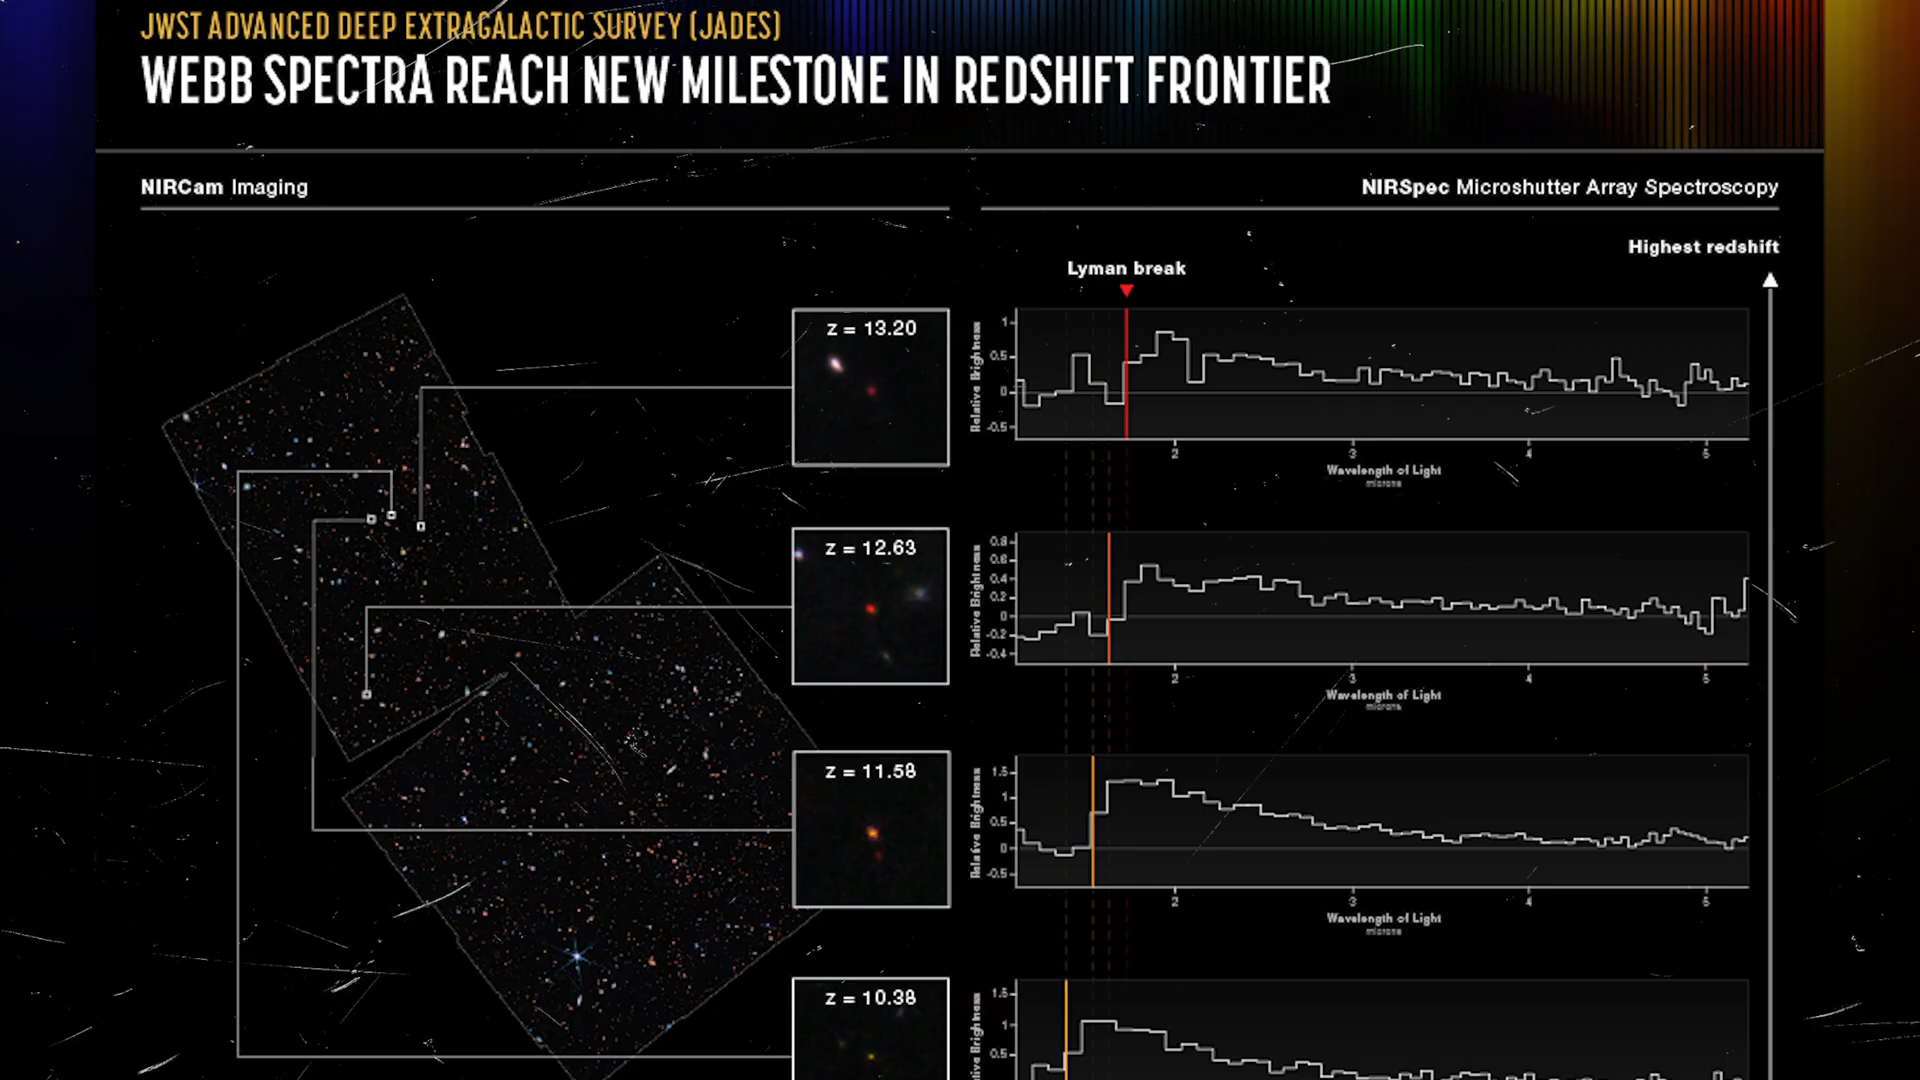 JWST ADVANCED DEEP EXTRAGALACTIC SURVEY (JADES)
WEBB SPECTRA REACH NEW MILESTONE IN REDSHIFT FRONTIER
NIRCam Imaging
NIRSpec Microshutter Array Spectroscopy
Highest redshift
Lyman break
z = 13.20
Relative Brightness
1
0.5
0
-0.5
2 3 4 5
Wavelength of Light
microns
z = 12.63
Relative Brightness
0.8
0.6
0.4
0.2
0
-0.2
-0.4
2 3 4 5
Wavelength of Light
microns
z = 11.58
Relative Brightness
1.5
1
0.5
0
-0.5
2 3 4 5
Wavelength of Light
microns
z = 10.38
Brightness
1.5
1
0.5